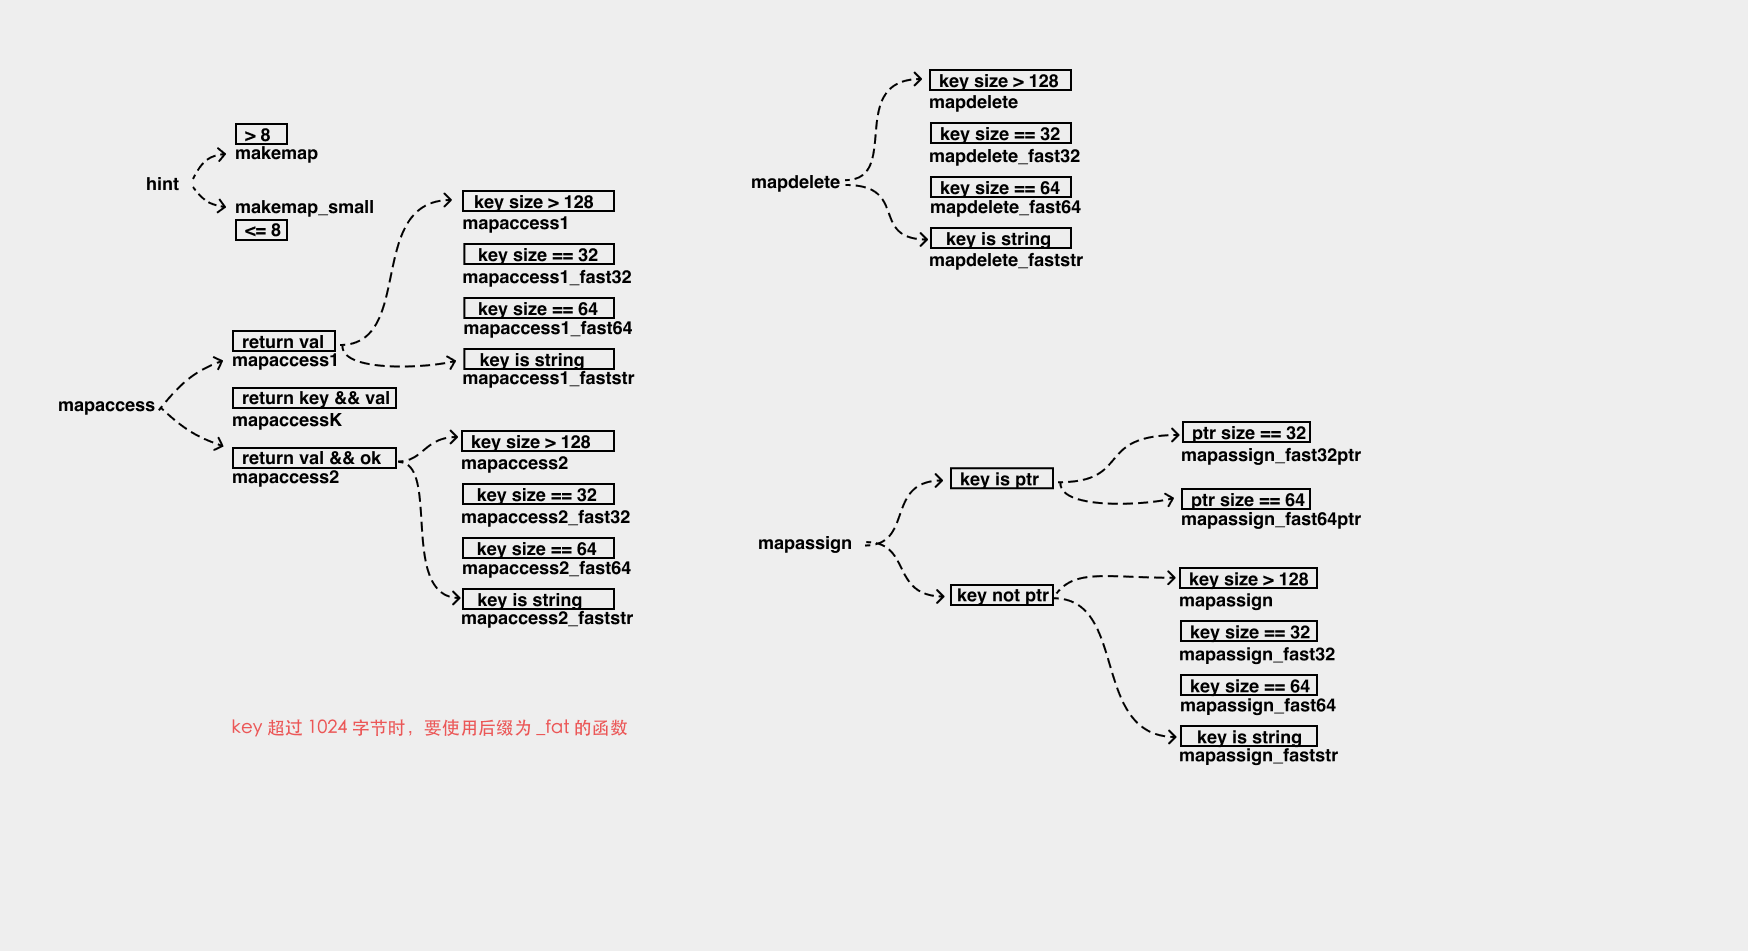 hint
> 8
makemap
makemap_small
<= 8
mapaccess
return val
mapaccess1
return key && val
mapaccessK
return val && ok
mapaccess2
key size > 128
mapaccess1
key size == 32
mapaccess1_fast32
key size == 64
mapaccess1_fast64
key is string
mapaccess1_faststr
key size > 128
mapaccess2
key size == 32
mapaccess2_fast32
key size == 64
mapaccess2_fast64
key is string
mapaccess2_faststr
key 超过 1024 字节时，要使用后缀为 _fat 的函数
mapdelete
key size > 128
mapdelete
key size == 32
mapdelete_fast32
key size == 64
mapdelete_fast64
key is string
mapdelete_faststr
mapassign
key is ptr
ptr size == 32
mapassign_fast32ptr
ptr size == 64
mapassign_fast64ptr
key not ptr
key size > 128
mapassign
key size == 32
mapassign_fast32
key size == 64
mapassign_fast64
key is string
mapassign_faststr